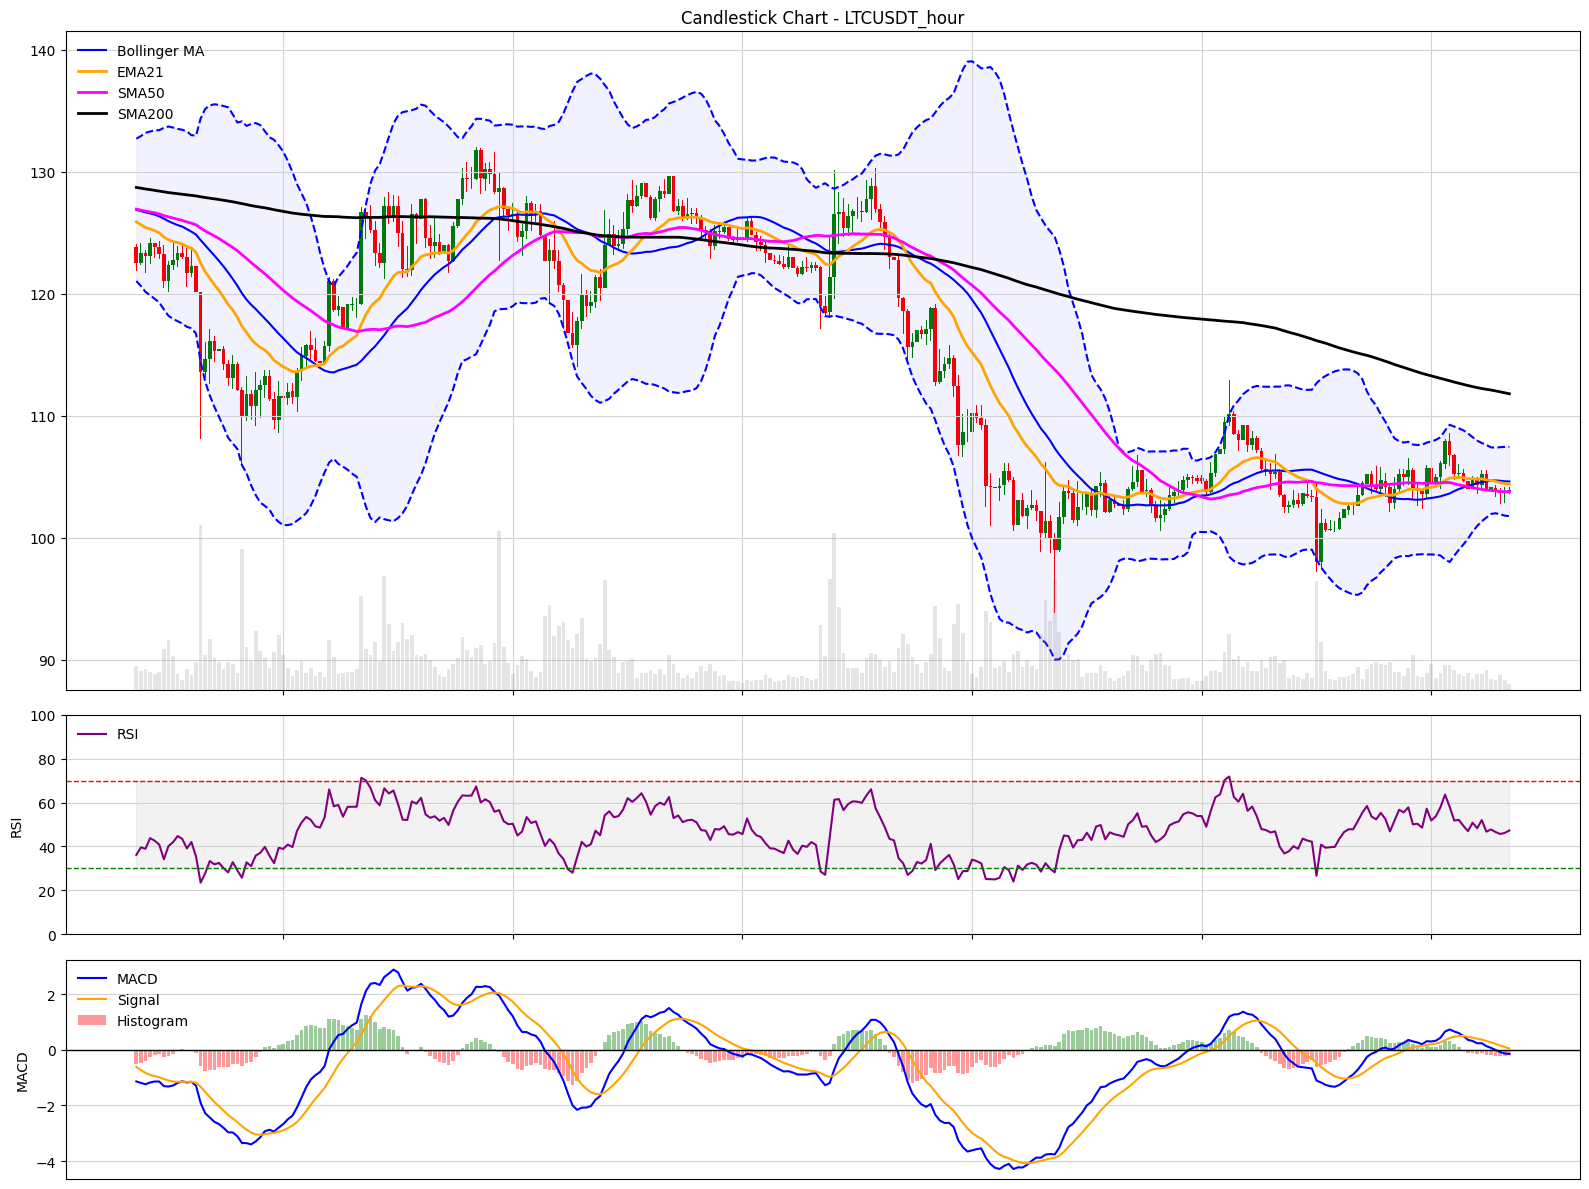 Candlestick Chart - LTCUSDT_hour
Bollinger MA
EMA21
SMA50
SMA200
140
130
120
110
100
90
RSI
100
80
60
40
20
0
RSI
MACD
Signal
Histogram
2
0
−2
−4
MACD